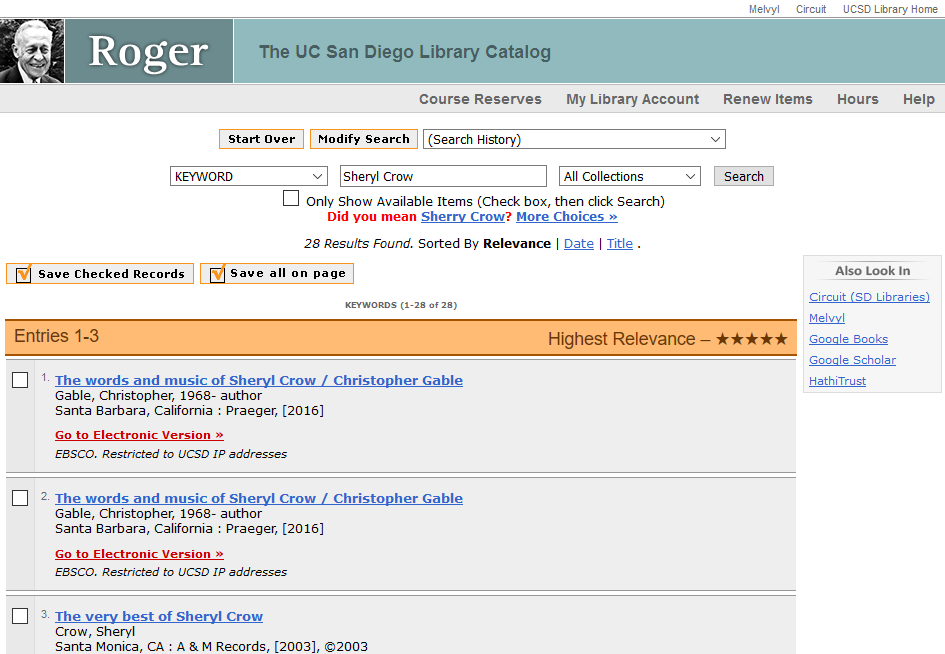 Melvyl Circuit UCSD Library Home
Roger The UC San Diego Library Catalog
Course Reserves My Library Account Renew Items Hours Help
Start Over Modify Search (Search History)
KEYWORD Sheryl Crow All Collections Search
Only Show Available Items (Check box, then click Search)
Did you mean Sherry Crow? More Choices »
28 Results Found. Sorted By Relevance | Date | Title .
Save Checked Records Save all on page
KEYWORDS (1-28 of 28)
Entries 1-3 Highest Relevance – ★★★★★
1. The words and music of Sheryl Crow / Christopher Gable
Gable, Christopher, 1968- author
Santa Barbara, California : Praeger, [2016]
Go to Electronic Version »
EBSCO. Restricted to UCSD IP addresses
2. The words and music of Sheryl Crow / Christopher Gable
Gable, Christopher, 1968- author
Santa Barbara, California : Praeger, [2016]
Go to Electronic Version »
EBSCO. Restricted to UCSD IP addresses
3. The very best of Sheryl Crow
Crow, Sheryl
Santa Monica, CA : A & M Records, [2003], ©2003
Also Look In
Circuit (SD Libraries)
Melvyl
Google Books
Google Scholar
HathiTrust